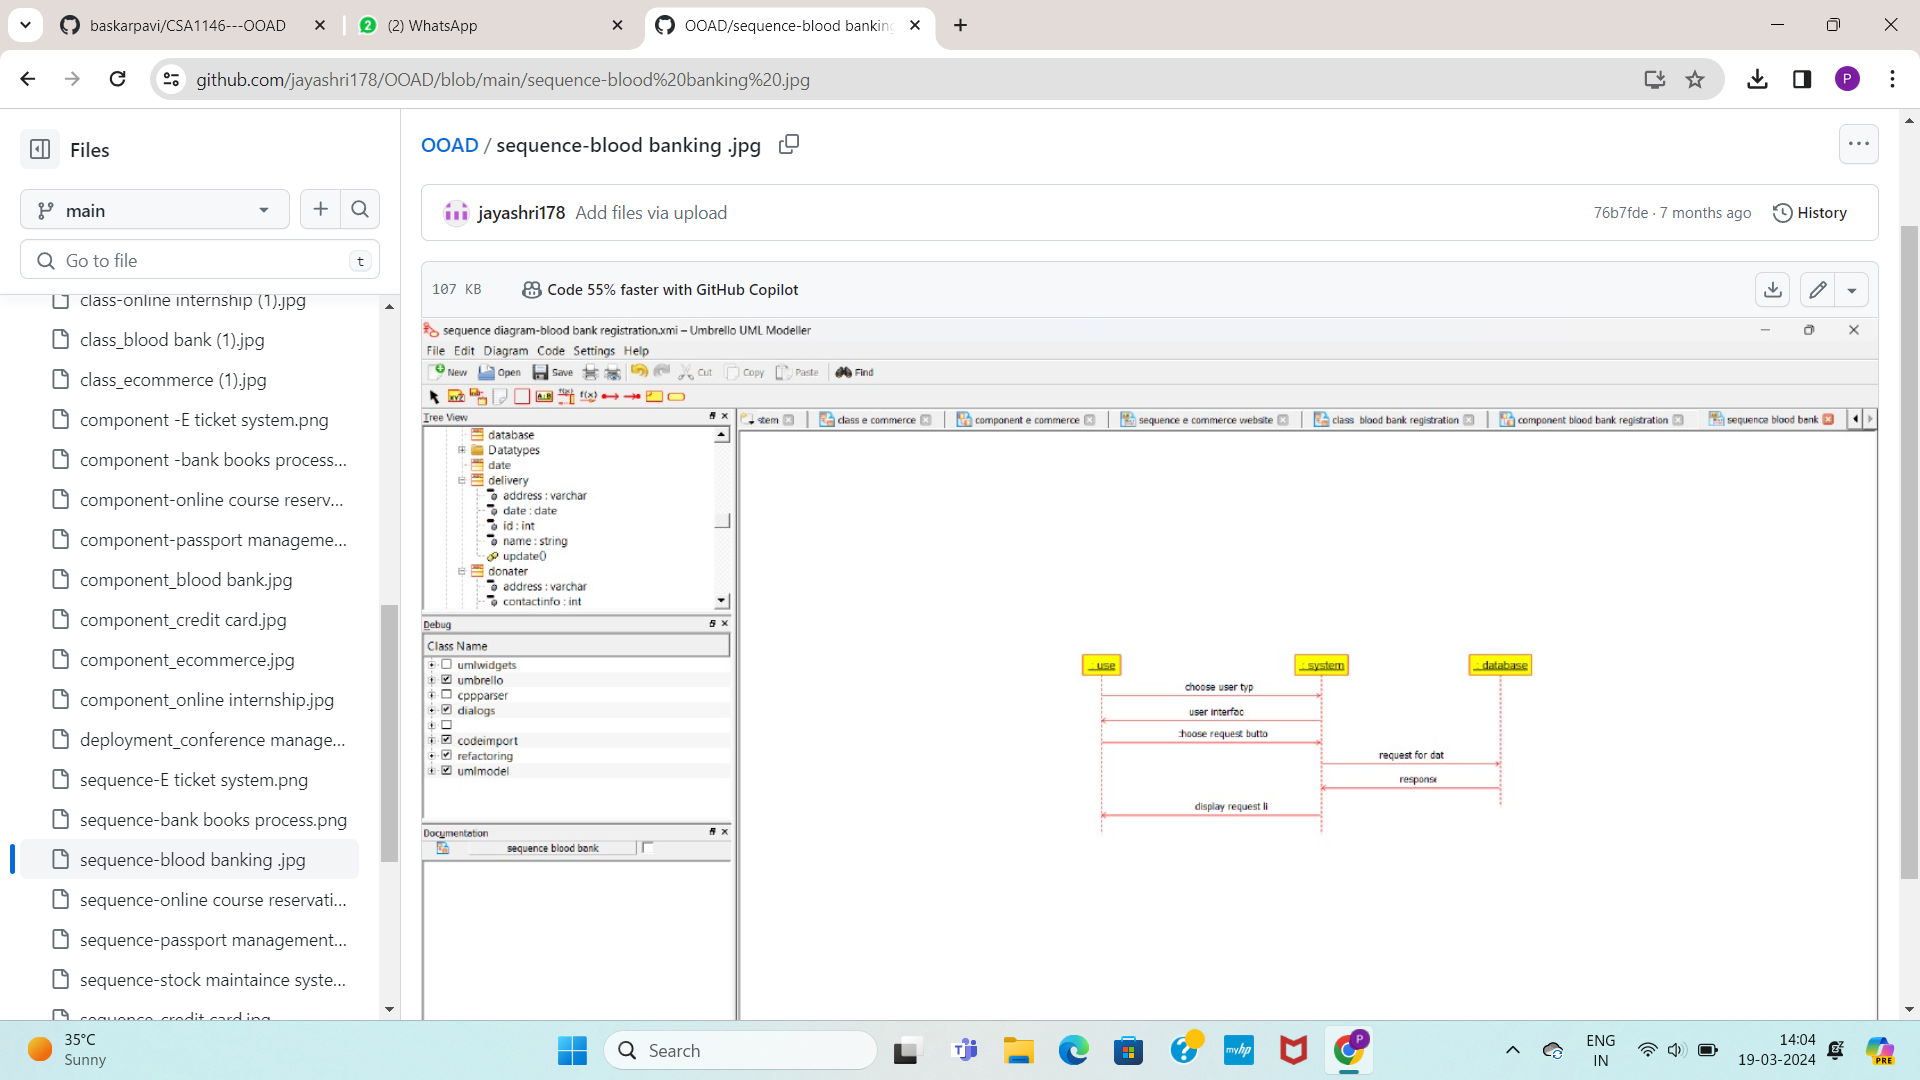 baskarpavi/CSA1146---OOAD
(2) WhatsApp
OOAD/sequence-blood banking
github.com/jayashri178/OOAD/blob/main/sequence-blood%20banking%20.jpg
P
Files
main
Go to file
t
class-online internship (1).jpg
class_blood bank (1).jpg
class_ecommerce (1).jpg
component -E ticket system.png
component -bank books process...
component-online course reserv...
component-passport manageme...
component_blood bank.jpg
component_credit card.jpg
component_ecommerce.jpg
component_online internship.jpg
deployment_conference manage...
sequence-E ticket system.png
sequence-bank books process.png
sequence-blood banking .jpg
sequence-online course reservati...
sequence-passport management...
sequence-stock maintaince syste...
sequence-credit card.jpg
OOAD / sequence-blood banking .jpg
jayashri178 Add files via upload
76b7fde · 7 months ago
History
107 KB
Code 55% faster with GitHub Copilot
sequence diagram-blood bank registration.xmi – Umbrello UML Modeller
File Edit Diagram Code Settings Help
New Open Save Cut Copy Paste Find
Tree View
database
Datatypes
date
delivery
address : varchar
date : date
id : int
name : string
update()
donater
address : varchar
contactinfo : int
Debug
Class Name
umlwidgets
umbrello
cppparser
dialogs
codeimport
refactoring
umlmodel
Documentation
sequence blood bank
stem
class e commerce
component e commerce
sequence e commerce website
class blood bank registration
component blood bank registration
sequence blood bank
: use
: system
: database
choose user typ
user interfac
hoose request butto
request for dat
response
display request li
35°C
Sunny
Search
myhp
P
ENG
IN
14:04
19-03-2024
PRE